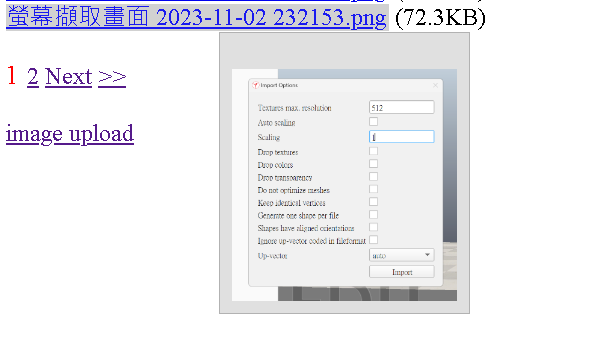 螢幕擷取畫面 2023-11-02 232153.png (72.3KB)
1 2 Next >>
image upload
Import Options
Textures max. resolution 512
Auto scaling
Scaling
Drop textures
Drop colors
Drop transparency
Do not optimize meshes
Keep identical vertices
Generate one shape per file
Shapes have aligned orientations
Ignore up-vector coded in fileformat
Up-vector auto
Import